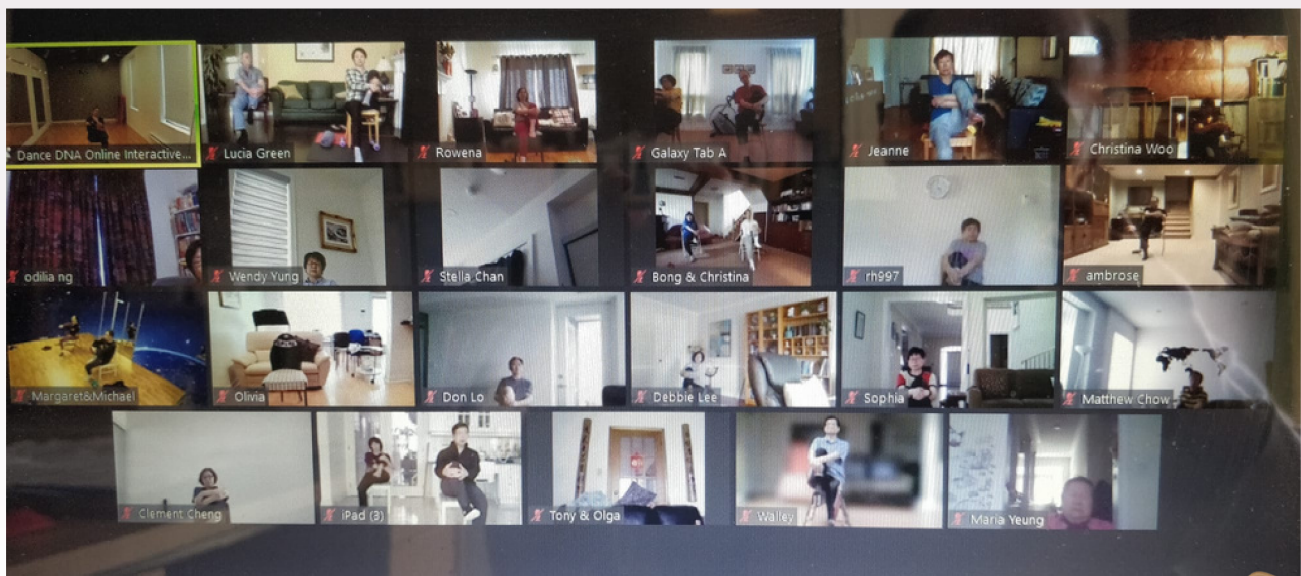 Dance DNA Online Interactive...
Lucia Green
Rowena
Galaxy Tab A
Jeanne
Christina Woo
odilia ng
Wendy Yung
Stella Chan
Bong & Christina
rh997
ambrose
Margaret&Michael
Olivia
Don Lo
Debbie Lee
Sophia
Matthew Chow
Clement Cheng
iPad (3)
Tony & Olga
Walley
Maria Yeung